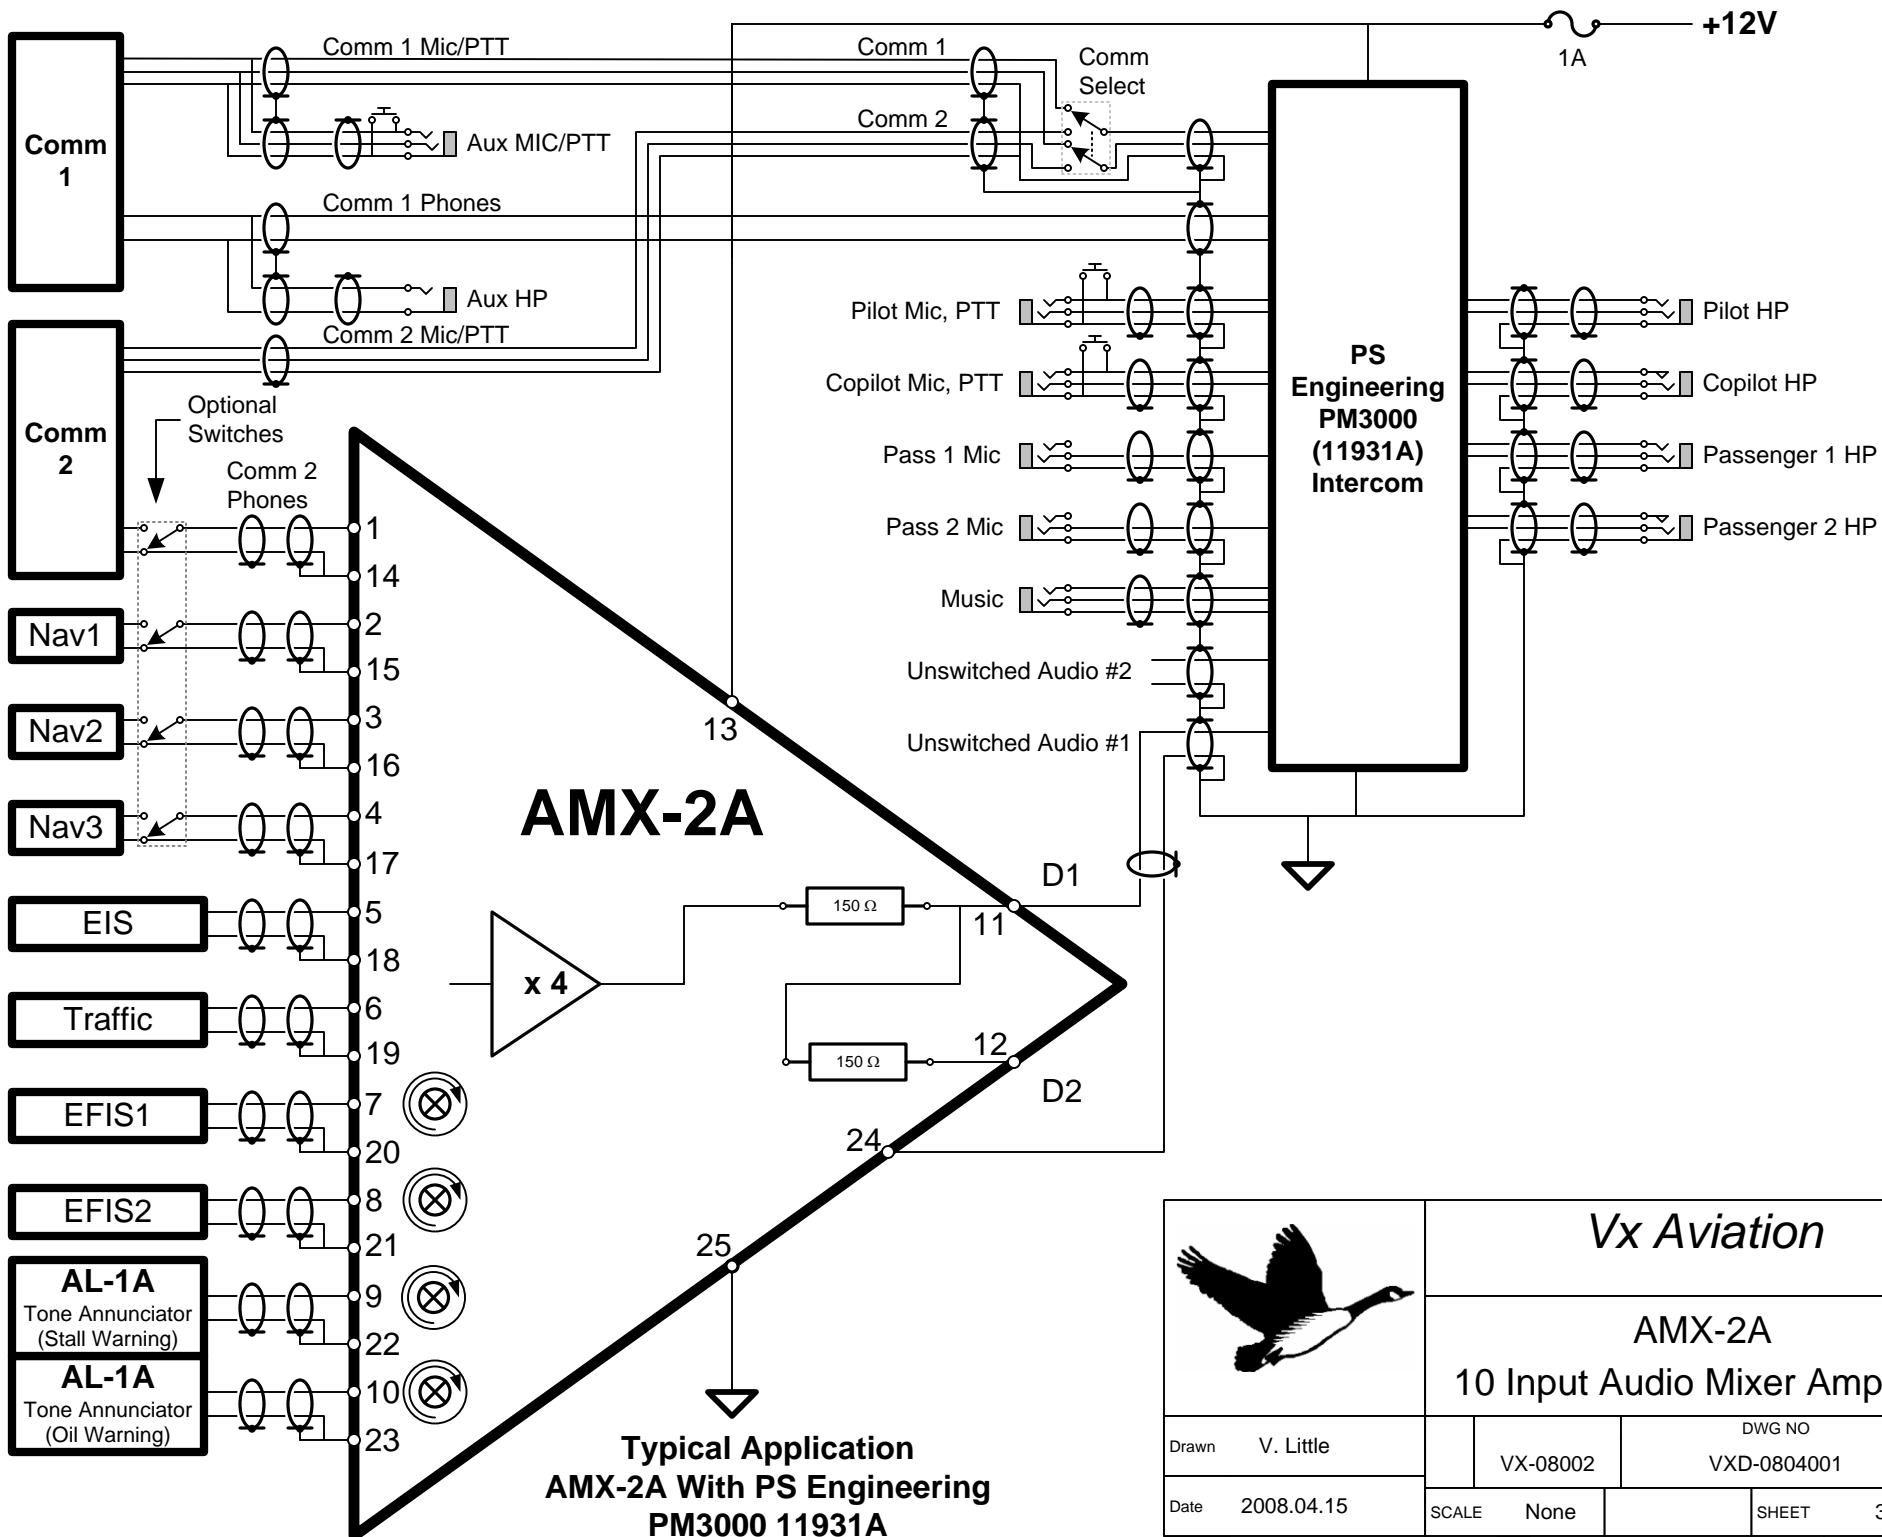 +12V
1A
Comm 1 Mic/PTT
Comm 1
Comm
Select
Comm
1
Comm 2
Aux MIC/PTT
Comm 1 Phones
Aux HP
Comm 2 Mic/PTT
Pilot Mic, PTT
Copilot Mic, PTT
Pass 1 Mic
Pass 2 Mic
Music
Unswitched Audio #2
Unswitched Audio #1
PS
Engineering
PM3000
(11931A)
Intercom
Pilot HP
Copilot HP
Passenger 1 HP
Passenger 2 HP
Comm
2
Optional
Switches
Comm 2
Phones
Nav1
Nav2
Nav3
EIS
Traffic
EFIS1
EFIS2
AL-1A
Tone Annunciator
(Stall Warning)
AL-1A
Tone Annunciator
(Oil Warning)
1
14
2
15
3
16
4
17
5
18
6
19
7
20
8
21
9
22
10
23
13
AMX-2A
x 4
150 Ω
150 Ω
D1
11
12
D2
24
25
Typical Application
AMX-2A With PS Engineering
PM3000 11931A
Vx Aviation
AMX-2A
10 Input Audio Mixer Amp
Drawn V. Little
Date 2008.04.15
VX-08002
DWG NO
VXD-0804001
SCALE None
SHEET